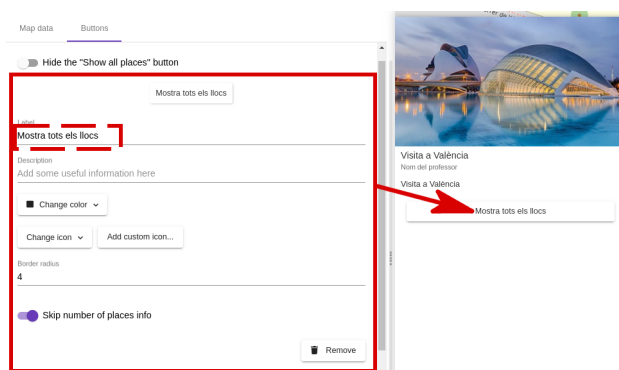 Map data Buttons
Hide the "Show all places" button
Mostra tots els llocs
Label
Mostra tots els llocs
Description
Add some useful information here
Change color
Change icon Add custom icon...
Border radius
4
Skip number of places info
Remove
Visita a València
Nom del professor
Visita a València
Mostra tots els llocs